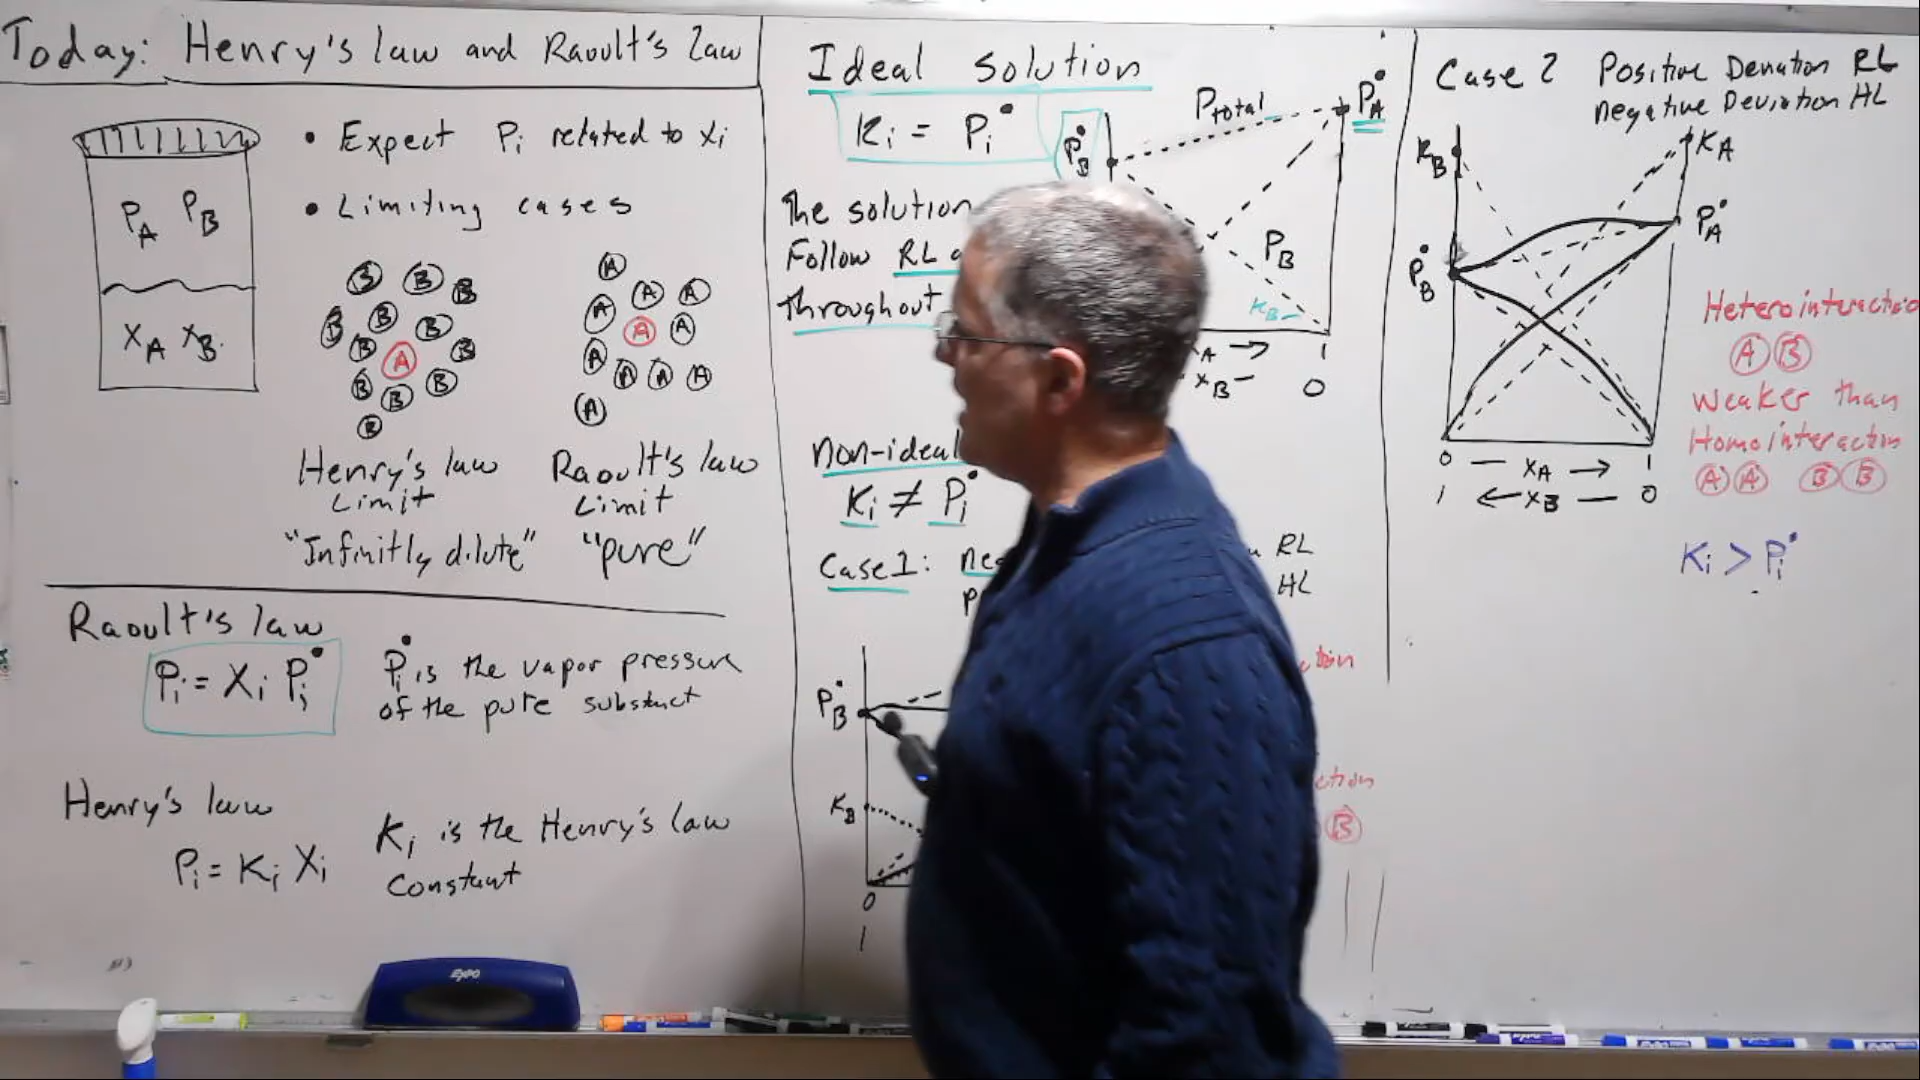 Today: Henry's law and Raoult's law
• Expect Pi related to xi
• Limiting cases
PA PB
XA XB
B B B
B B B
B A B
B B B
B
A
A A A
A A
A A A A
A
Henry's law
Limit
"Infinitly dilute"
Raoult's law
Limit
"pure"
Raoult's law
Pi = Xi Pi•
Pi• is the vapor pressure
of the pure substuct
Henry's law
Pi = Ki Xi
Ki is the Henry's law
Constant
EXPO
Ideal solution
Ki = Pi•
The solution
Follow RL
throughout
PB•
Ptotal
PA•
PB
KB
A → 1
XB — 0
Non-ideal
Ki ≠ Pi•
Case 1:
RL
HL
PB•
KB
0
1
B
Case 2 Positive Deviation RL
negative Deviation HL
KB
KA
PB•
PA•
0 — XA → 1
1 ← XB — 0
Hetero interactio
A B
Weaker than
Homo interaction
A A B B
Ki > Pi•